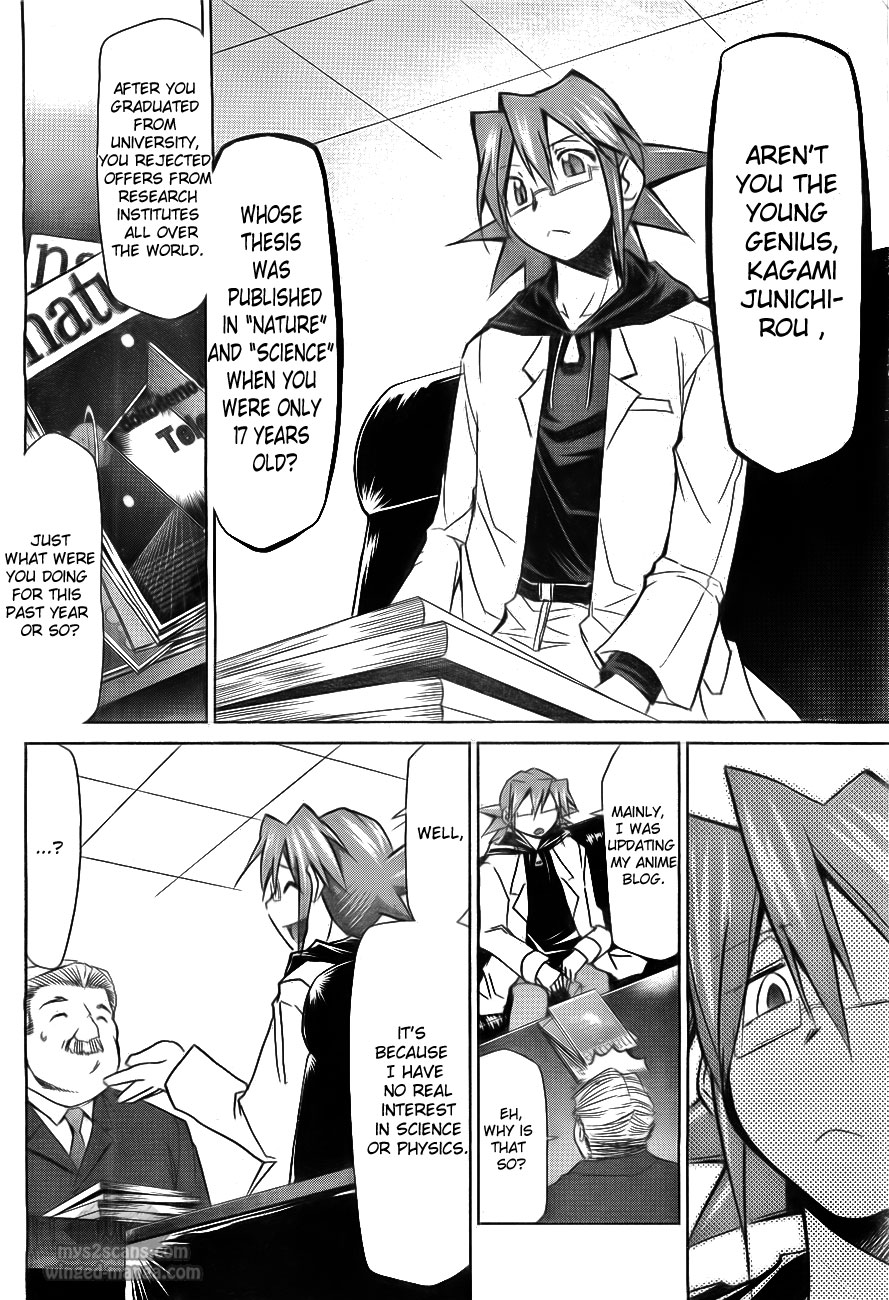 AREN'T
YOU THE
YOUNG
GENIUS,
KAGAMI
JUNICHI-
ROU ,
WHOSE
THESIS
WAS
PUBLISHED
IN "NATURE"
AND "SCIENCE"
WHEN YOU
WERE ONLY
17 YEARS
OLD?
AFTER YOU
GRADUATED
FROM
UNIVERSITY,
YOU REJECTED
OFFERS FROM
RESEARCH
INSTITUTES
ALL OVER
THE WORLD.
na
natu
Tele
JUST
WHAT WERE
YOU DOING
FOR THIS
PAST YEAR
OR SO?
MAINLY,
I WAS
UPDATING
MY ANIME
BLOG.
EH,
WHY IS
THAT
SO?
WELL,
IT'S
BECAUSE
I HAVE
NO REAL
INTEREST
IN SCIENCE
OR PHYSICS.
...?
mys2scans.com
winged-manga.com